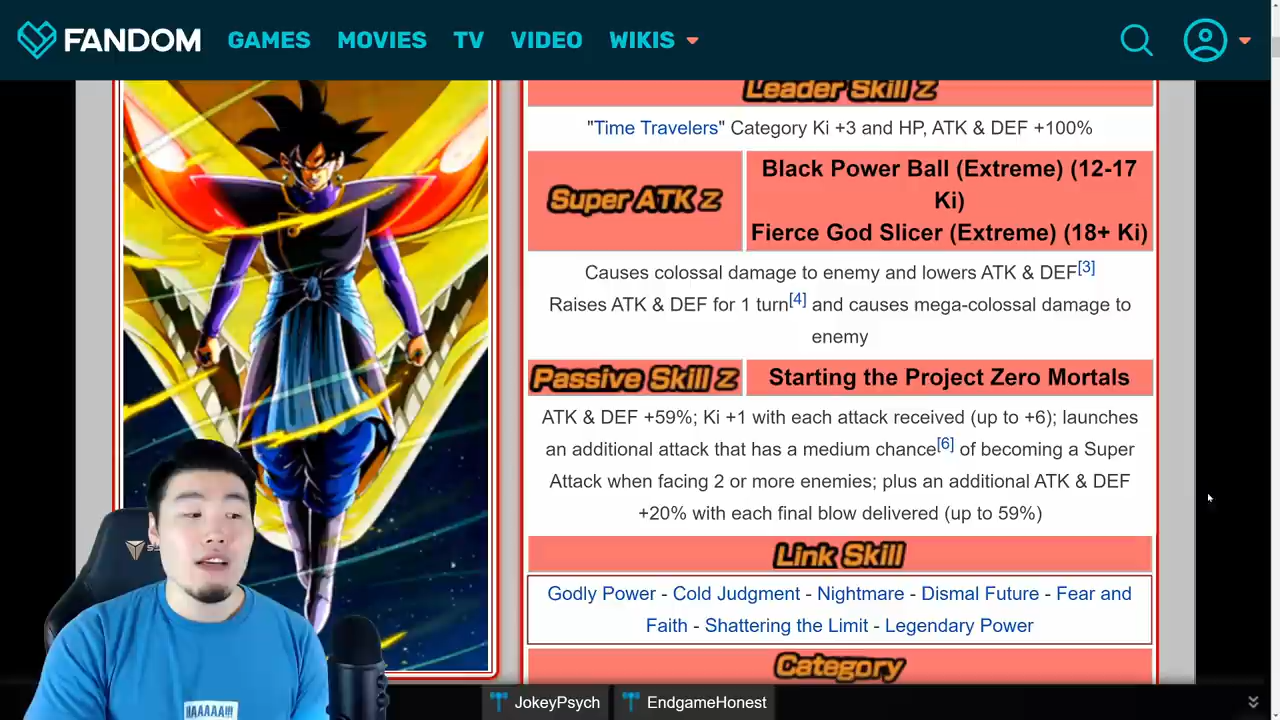 FANDOM GAMES MOVIES TV VIDEO WIKIS
Leader Skill Z
"Time Travelers" Category Ki +3 and HP, ATK & DEF +100%
Super ATK Z
Black Power Ball (Extreme) (12-17
Ki)
Fierce God Slicer (Extreme) (18+ Ki)
Causes colossal damage to enemy and lowers ATK & DEF[3]
Raises ATK & DEF for 1 turn[4] and causes mega-colossal damage to
enemy
Passive Skill Z
Starting the Project Zero Mortals
ATK & DEF +59%; Ki +1 with each attack received (up to +6); launches
an additional attack that has a medium chance[6] of becoming a Super
Attack when facing 2 or more enemies; plus an additional ATK & DEF
+20% with each final blow delivered (up to 59%)
Link Skill
Godly Power - Cold Judgment - Nightmare - Dismal Future - Fear and
Faith - Shattering the Limit - Legendary Power
Category
HAAAAA!!!
JokeyPsych
EndgameHonest